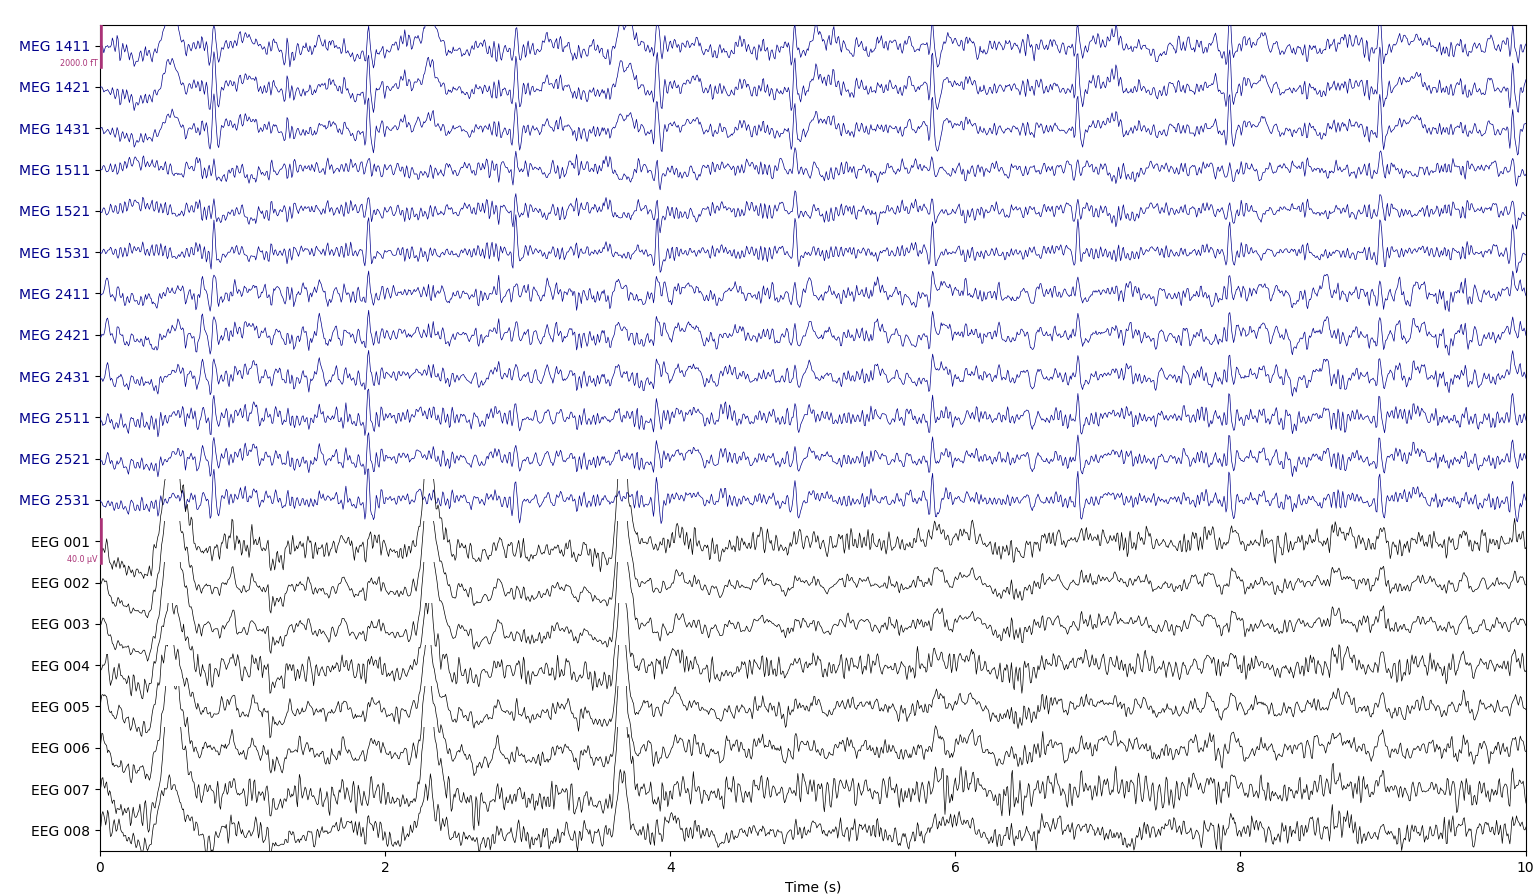 MEG 1411
2000.0 fT
MEG 1421
MEG 1431
MEG 1511
MEG 1521
MEG 1531
MEG 2411
MEG 2421
MEG 2431
MEG 2511
MEG 2521
MEG 2531
EEG 001
40.0 µV
EEG 002
EEG 003
EEG 004
EEG 005
EEG 006
EEG 007
EEG 008
0 2 4 6 8 10
Time (s)